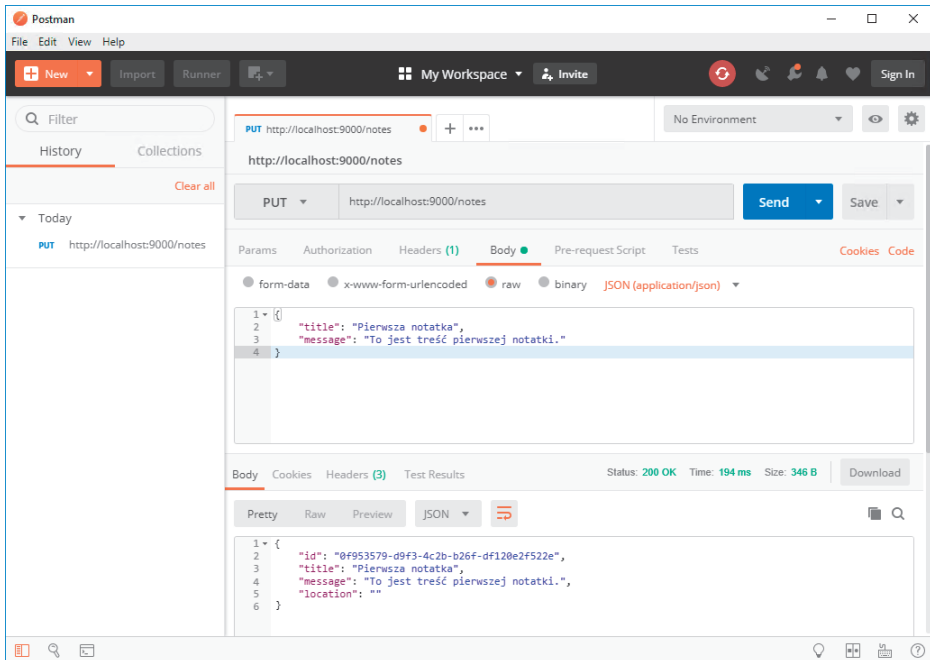 Postman
File Edit View Help
New Import Runner My Workspace Invite Sign In
Filter
History Collections
Clear all
Today
PUT http://localhost:9000/notes
PUT http://localhost:9000/notes
No Environment
http://localhost:9000/notes
PUT http://localhost:9000/notes Send Save
Params Authorization Headers (1) Body Pre-request Script Tests Cookies Code
form-data x-www-form-urlencoded raw binary JSON (application/json)
1 {
2 "title": "Pierwsza notatka",
3 "message": "To jest treść pierwszej notatki."
4 }
Body Cookies Headers (3) Test Results Status: 200 OK Time: 194 ms Size: 346 B Download
Pretty Raw Preview JSON
1 {
2 "id": "0f953579-d9f3-4c2b-b26f-df120e2f522e",
3 "title": "Pierwsza notatka",
4 "message": "To jest treść pierwszej notatki.",
5 "location": ""
6 }